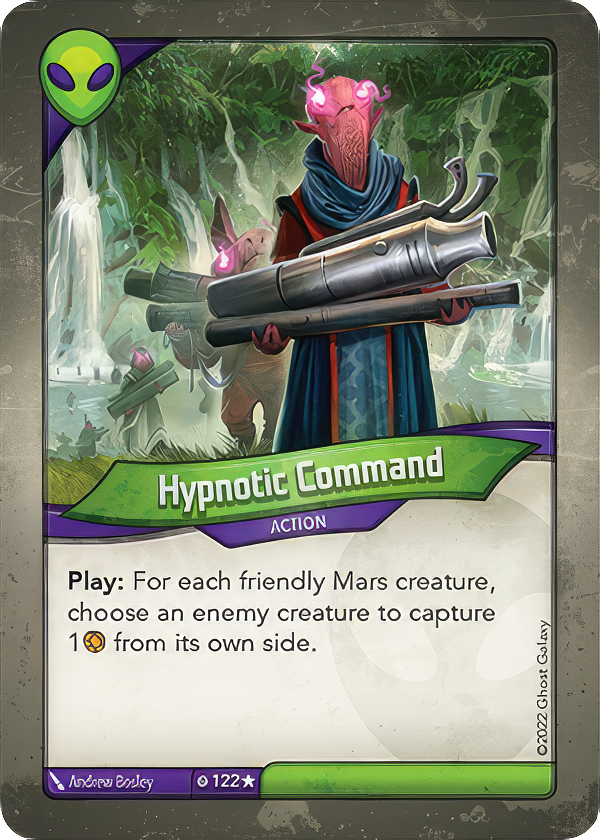 Hypnotic Command
ACTION
Play: For each friendly Mars creature,
choose an enemy creature to capture
1 from its own side.
©2022 Ghost Galaxy
Andrew Bosley
122★